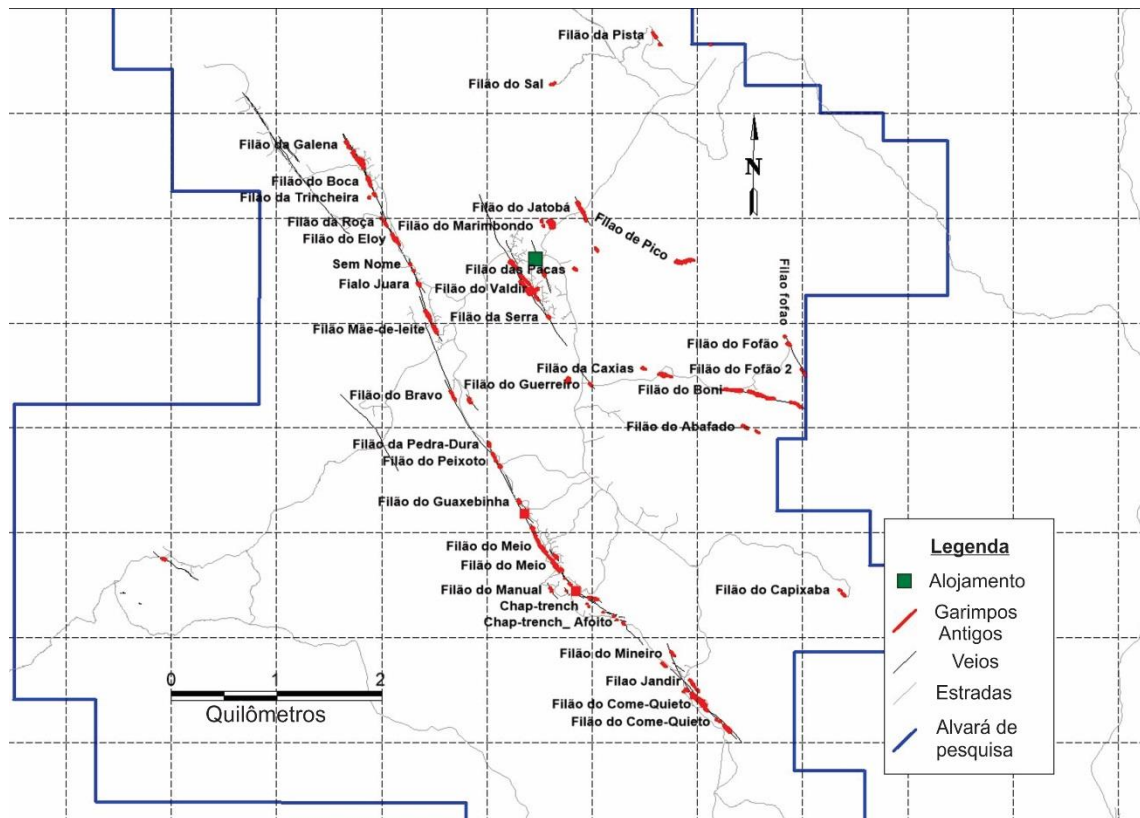 Filão da Pista
Filão do Sal
N
Filão da Galena
Filão do Boca
Filão da Trincheira
Filão da Roça
Filão do Eloy
Sem Nome
Fialo Juara
Filão Mãe-de-leite
Filão do Jatobá
Filão do Marimbondo
Filao de Pico
Filão das Pacas
Filão do Valdir
Filão da Serra
Filao fofao
Filão do Fofão
Filão da Caxias
Filão do Fofão 2
Filão do Guerreiro
Filão do Boni
Filão do Bravo
Filão do Abafado
Filão da Pedra-Dura
Filão do Peixoto
Filão do Guaxebinha
Filão do Meio
Filão do Meio
Filão do Manual
Chap-trench
Chap-trench_ Afoito
Filão do Capixaba
Filão do Mineiro
Filao Jandir
Filão do Come-Quieto
Filão do Come-Quieto
0 1 2
Quilômetros
Legenda
Alojamento
Garimpos
Antigos
Veios
Estradas
Alvará de
pesquisa